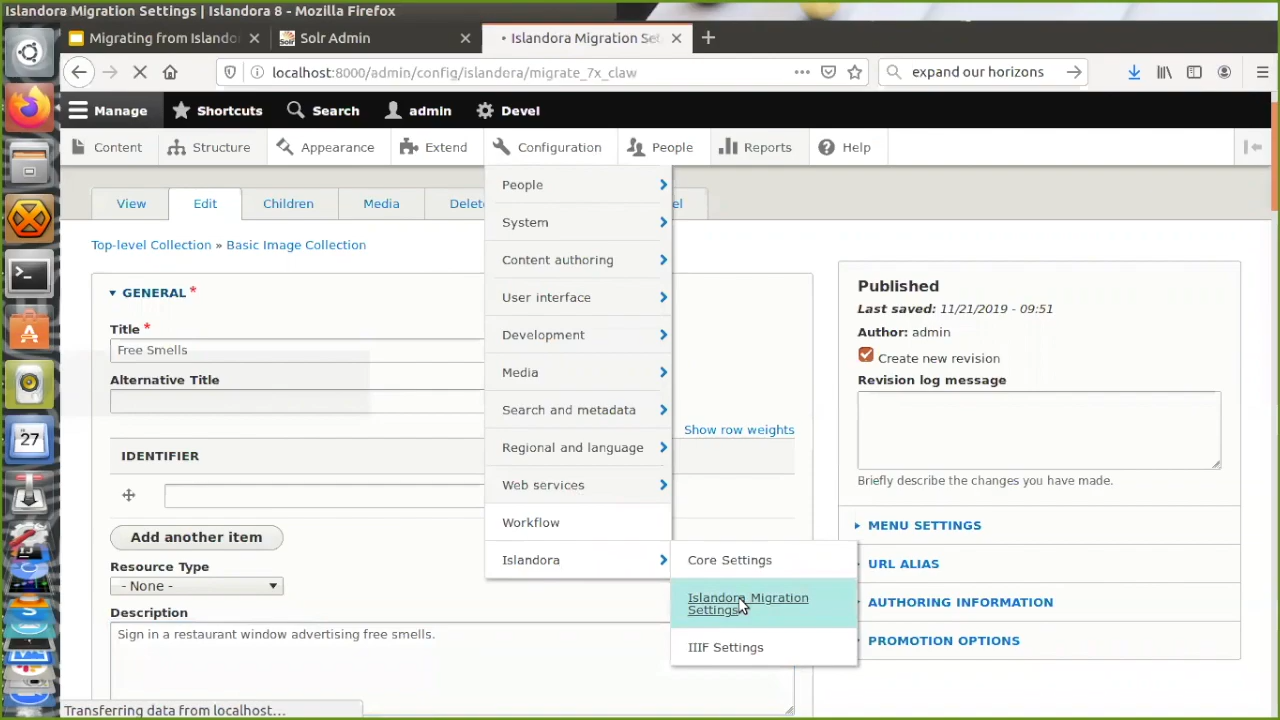 Islandora Migration Settings | Islandora 8 - Mozilla Firefox
Migrating from Islando
Solr Admin
Islandora Migration Set
localhost:8000/admin/config/islandora/migrate_7x_claw
expand our horizons
Manage
Shortcuts
Search
admin
Devel
Content
Structure
Appearance
Extend
Configuration
People
Reports
Help
View
Edit
Children
Media
Delete
el
Top-level Collection » Basic Image Collection
GENERAL *
Title *
Free Smells
Alternative Title
Show row weights
IDENTIFIER
Add another item
Resource Type
- None -
Description
Sign in a restaurant window advertising free smells.
People
System
Content authoring
User interface
Development
Media
Search and metadata
Regional and language
Web services
Workflow
Islandora
Core Settings
Islandora Migration
Settings
IIIF Settings
Published
Last saved: 11/21/2019 - 09:51
Author: admin
Create new revision
Revision log message
Briefly describe the changes you have made.
MENU SETTINGS
URL ALIAS
AUTHORING INFORMATION
PROMOTION OPTIONS
27
Transferring data from localhost...